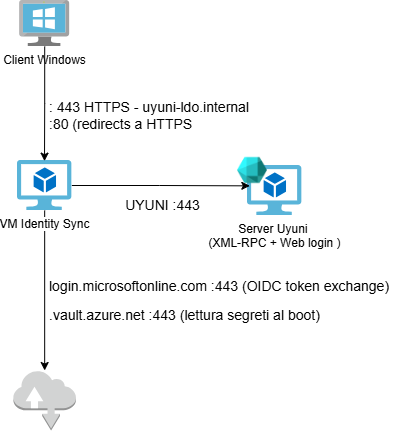 Client Windows
: 443 HTTPS - uyuni-ldo.internal
:80 (redirects a HTTPS
VM Identity Sync
UYUNI :443
Server Uyuni
(XML-RPC + Web login )
login.microsoftonline.com :443 (OIDC token exchange)
.vault.azure.net :443 (lettura segreti al boot)